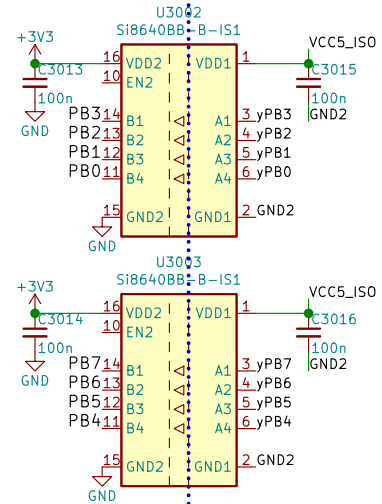 U3002
Si8640BB-B-IS1
+3V3
VCC5_ISO
16 VDD2 VDD1 1
C3013
C3015
10 EN2
100n
100n
GND
GND2
PB3 14 B1 A1 3 yPB3
PB2 13 B2 A2 4 yPB2
PB1 12 B3 A3 5 yPB1
PB0 11 B4 A4 6 yPB0
15 GND2 GND1 2 GND2
GND
U3003
Si8640BB-B-IS1
+3V3
VCC5_ISO
16 VDD2 VDD1 1
C3014
C3016
10 EN2
100n
100n
GND
GND2
PB7 14 B1 A1 3 yPB7
PB6 13 B2 A2 4 yPB6
PB5 12 B3 A3 5 yPB5
PB4 11 B4 A4 6 yPB4
15 GND2 GND1 2 GND2
GND